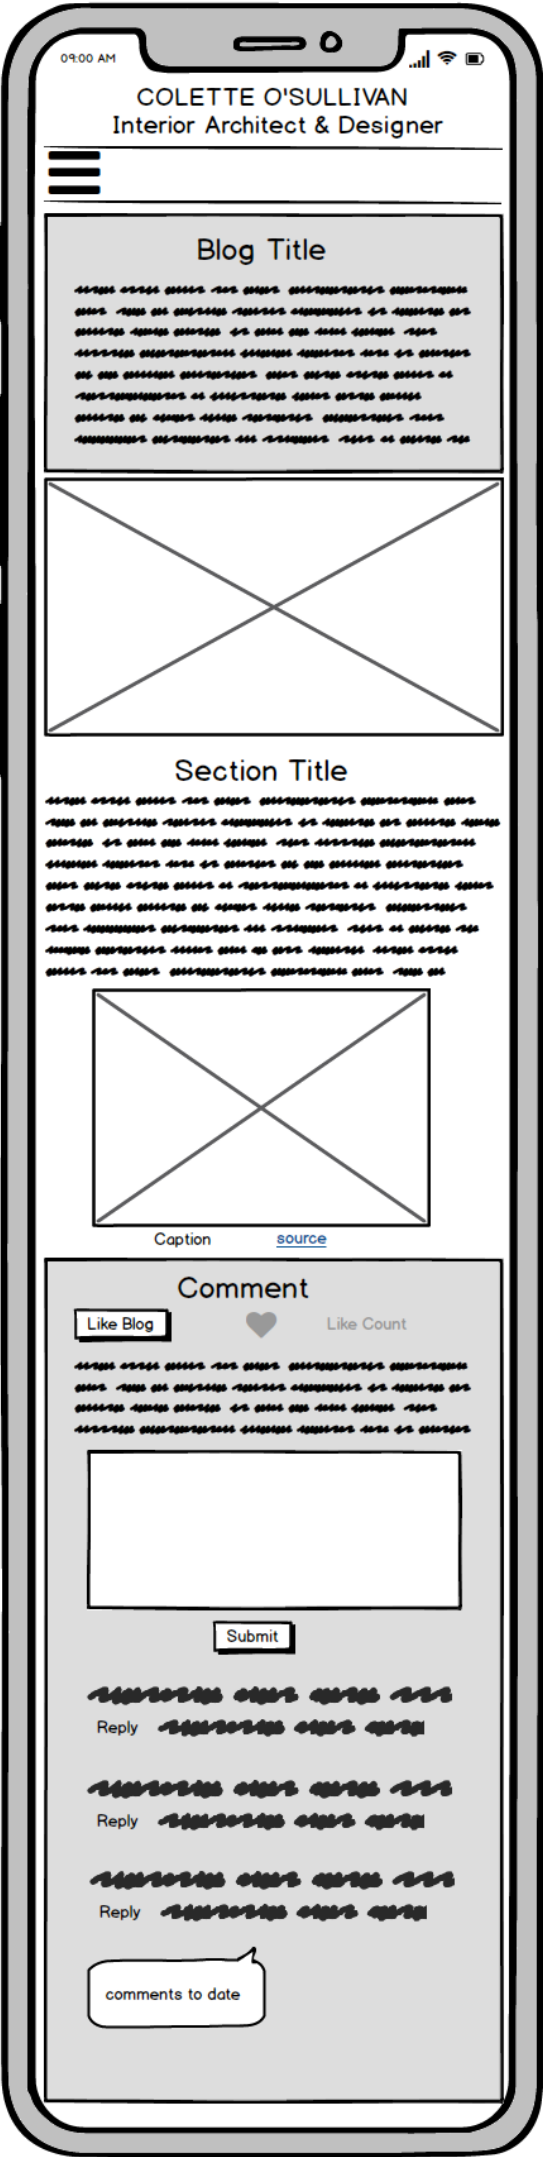 09:00 AM
COLETTE O'SULLIVAN
Interior Architect & Designer
Blog Title
Section Title
Caption source
Comment
Like Blog Like Count
Submit
Reply
Reply
Reply
comments to date